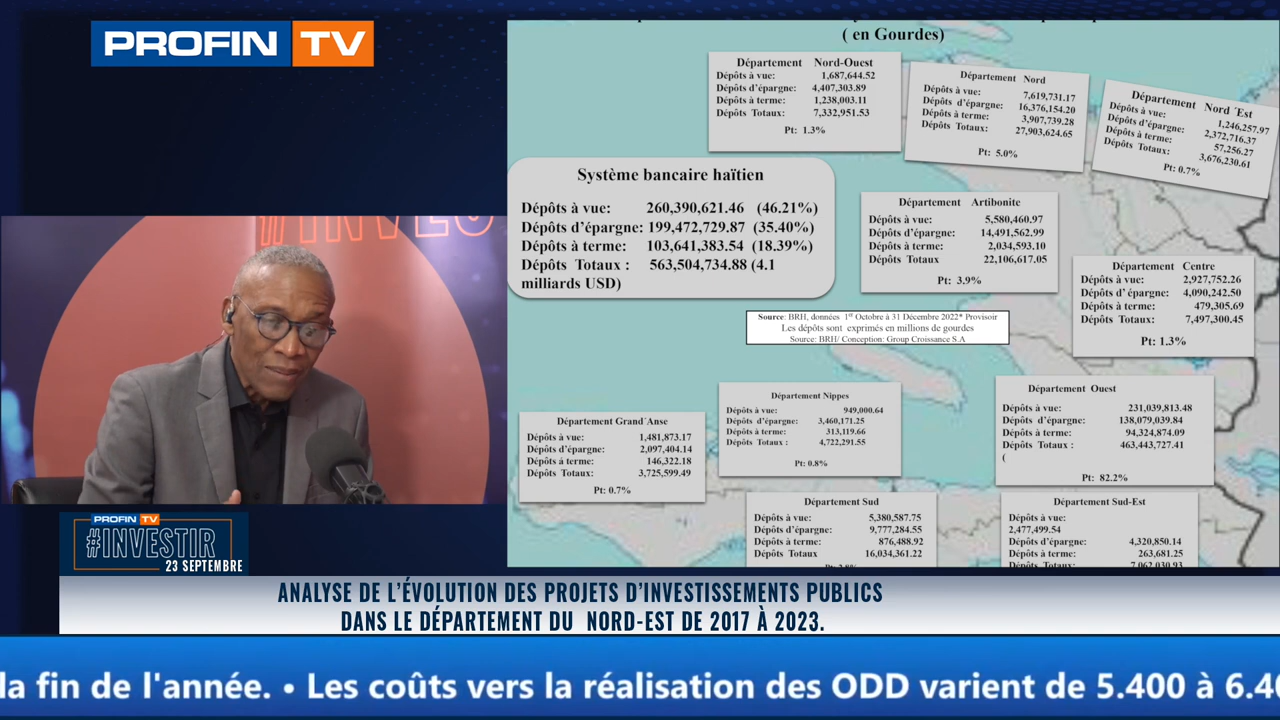 PROFIN TV
( en Gourdes)
Département Nord-Ouest
Dépôts à vue: 1,687,644.52
Dépôts d'épargne: 4,407,303.89
Dépôts à terme: 1,238,003.11
Dépôts Totaux: 7,332,951.53
Pt: 1.3%
Département Nord
Dépôts à vue: 7,619,731.17
Dépôts d'épargne: 16,376,154.20
Dépôts à terme: 3,907,739.28
Dépôts Totaux: 27,903,624.65
Pt: 5.0%
Département Nord ´Est
Dépôts à vue: 1,246,257.97
Dépôts d'épargne: 2,372,716.37
Dépôts à terme: 57,256.27
Dépôts Totaux: 3,676,230.61
Pt: 0.7%
Système bancaire haïtien
Dépôts à vue: 260,390,621.46 (46.21%)
Dépôts d'épargne: 199,472,729.87 (35.40%)
Dépôts à terme: 103,641,383.54 (18.39%)
Dépôts Totaux : 563,504,734.88 (4.1
milliards USD)
Département Artibonite
Dépôts à vue: 5,580,460.97
Dépôts d'épargne: 14,491,562.99
Dépôts à terme: 2,034,593.10
Dépôts Totaux 22,106,617.05
Pt: 3.9%
Département Centre
Dépôts à vue: 2,927,752.26
Dépôts d' épargne: 4,090,242.50
Dépôts à terme: 479,305.69
Dépôts Totaux: 7,497,300.45
Pt: 1.3%
Source: BRH, données 1er Octobre à 31 Décembre 2022* Provisoir
Les dépôts sont exprimés en millions de gourdes
Source: BRH/ Conception: Group Croissance S.A
Département Grand´Anse
Dépôts à vue: 1,481,873.17
Dépôts d'épargne: 2,097,404.14
Dépôts à terme: 146,322.18
Dépôts Totaux: 3,725,599.49
Pt: 0.7%
Département Nippes
Dépôts à vue: 949,000.64
Dépôts d'épargne: 3,460,171.25
Dépôts à terme: 313,119.66
Dépôts Totaux : 4,722,291.55
Pt: 0.8%
Département Ouest
Dépôts à vue: 231,039,813.48
Dépôts d'épargne: 138,079,039.84
Dépôts à terme: 94,324,874.09
Dépôts Totaux : 463,443,727.41
(
Pt: 82.2%
Département Sud
Dépôts à vue: 5,380,587.75
Dépôts d'épargne: 9,777,284.55
Dépôts à terme: 876,488.92
Dépôts Totaux 16,034,361.22
Département Sud-Est
Dépôts à vue:
2,477,499.54
Dépôts d'épargne: 4,320,850.14
Dépôts à terme: 263,681.25
Dépôts Totaux: 7,062,030.93
PROFIN TV
#INVESTIR
23 SEPTEMBRE
ANALYSE DE L'ÉVOLUTION DES PROJETS D'INVESTISSEMENTS PUBLICS
DANS LE DÉPARTEMENT DU NORD-EST DE 2017 À 2023.
la fin de l'année. • Les coûts vers la réalisation des ODD varient de 5.400 à 6.40